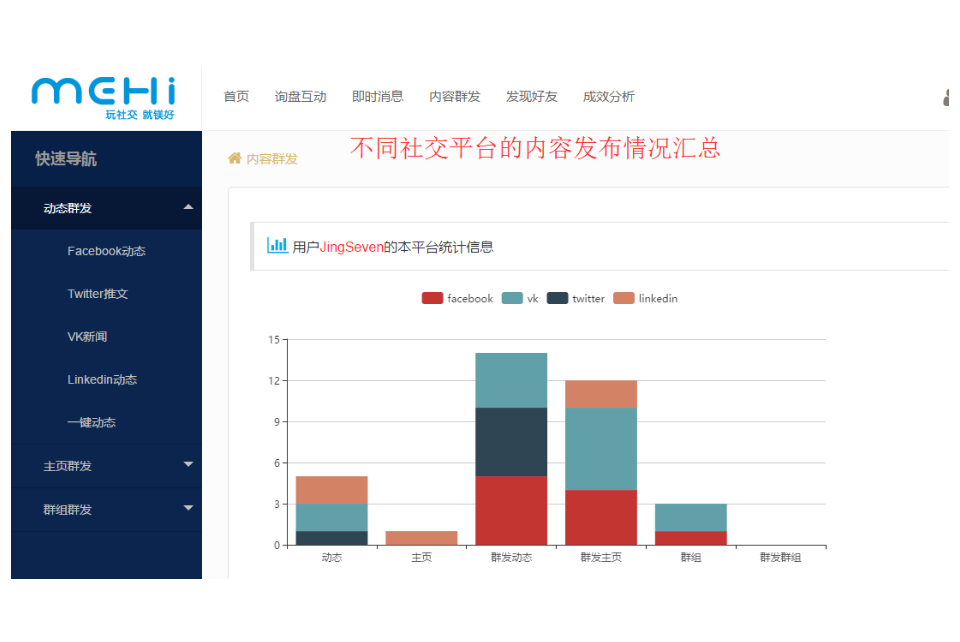 MEHi
玩社交 就镁好
首页 询盘互动 即时消息 内容群发 发现好友 成效分析
快速导航
内容群发
不同社交平台的内容发布情况汇总
动态群发
Facebook动态
Twitter推文
VK新闻
Linkedin动态
一键动态
主页群发
群组群发
用户JingSeven的本平台统计信息
facebook vk twitter linkedin
15
12
9
6
3
0
动态 主页 群发动态 群发主页 群组 群发群组